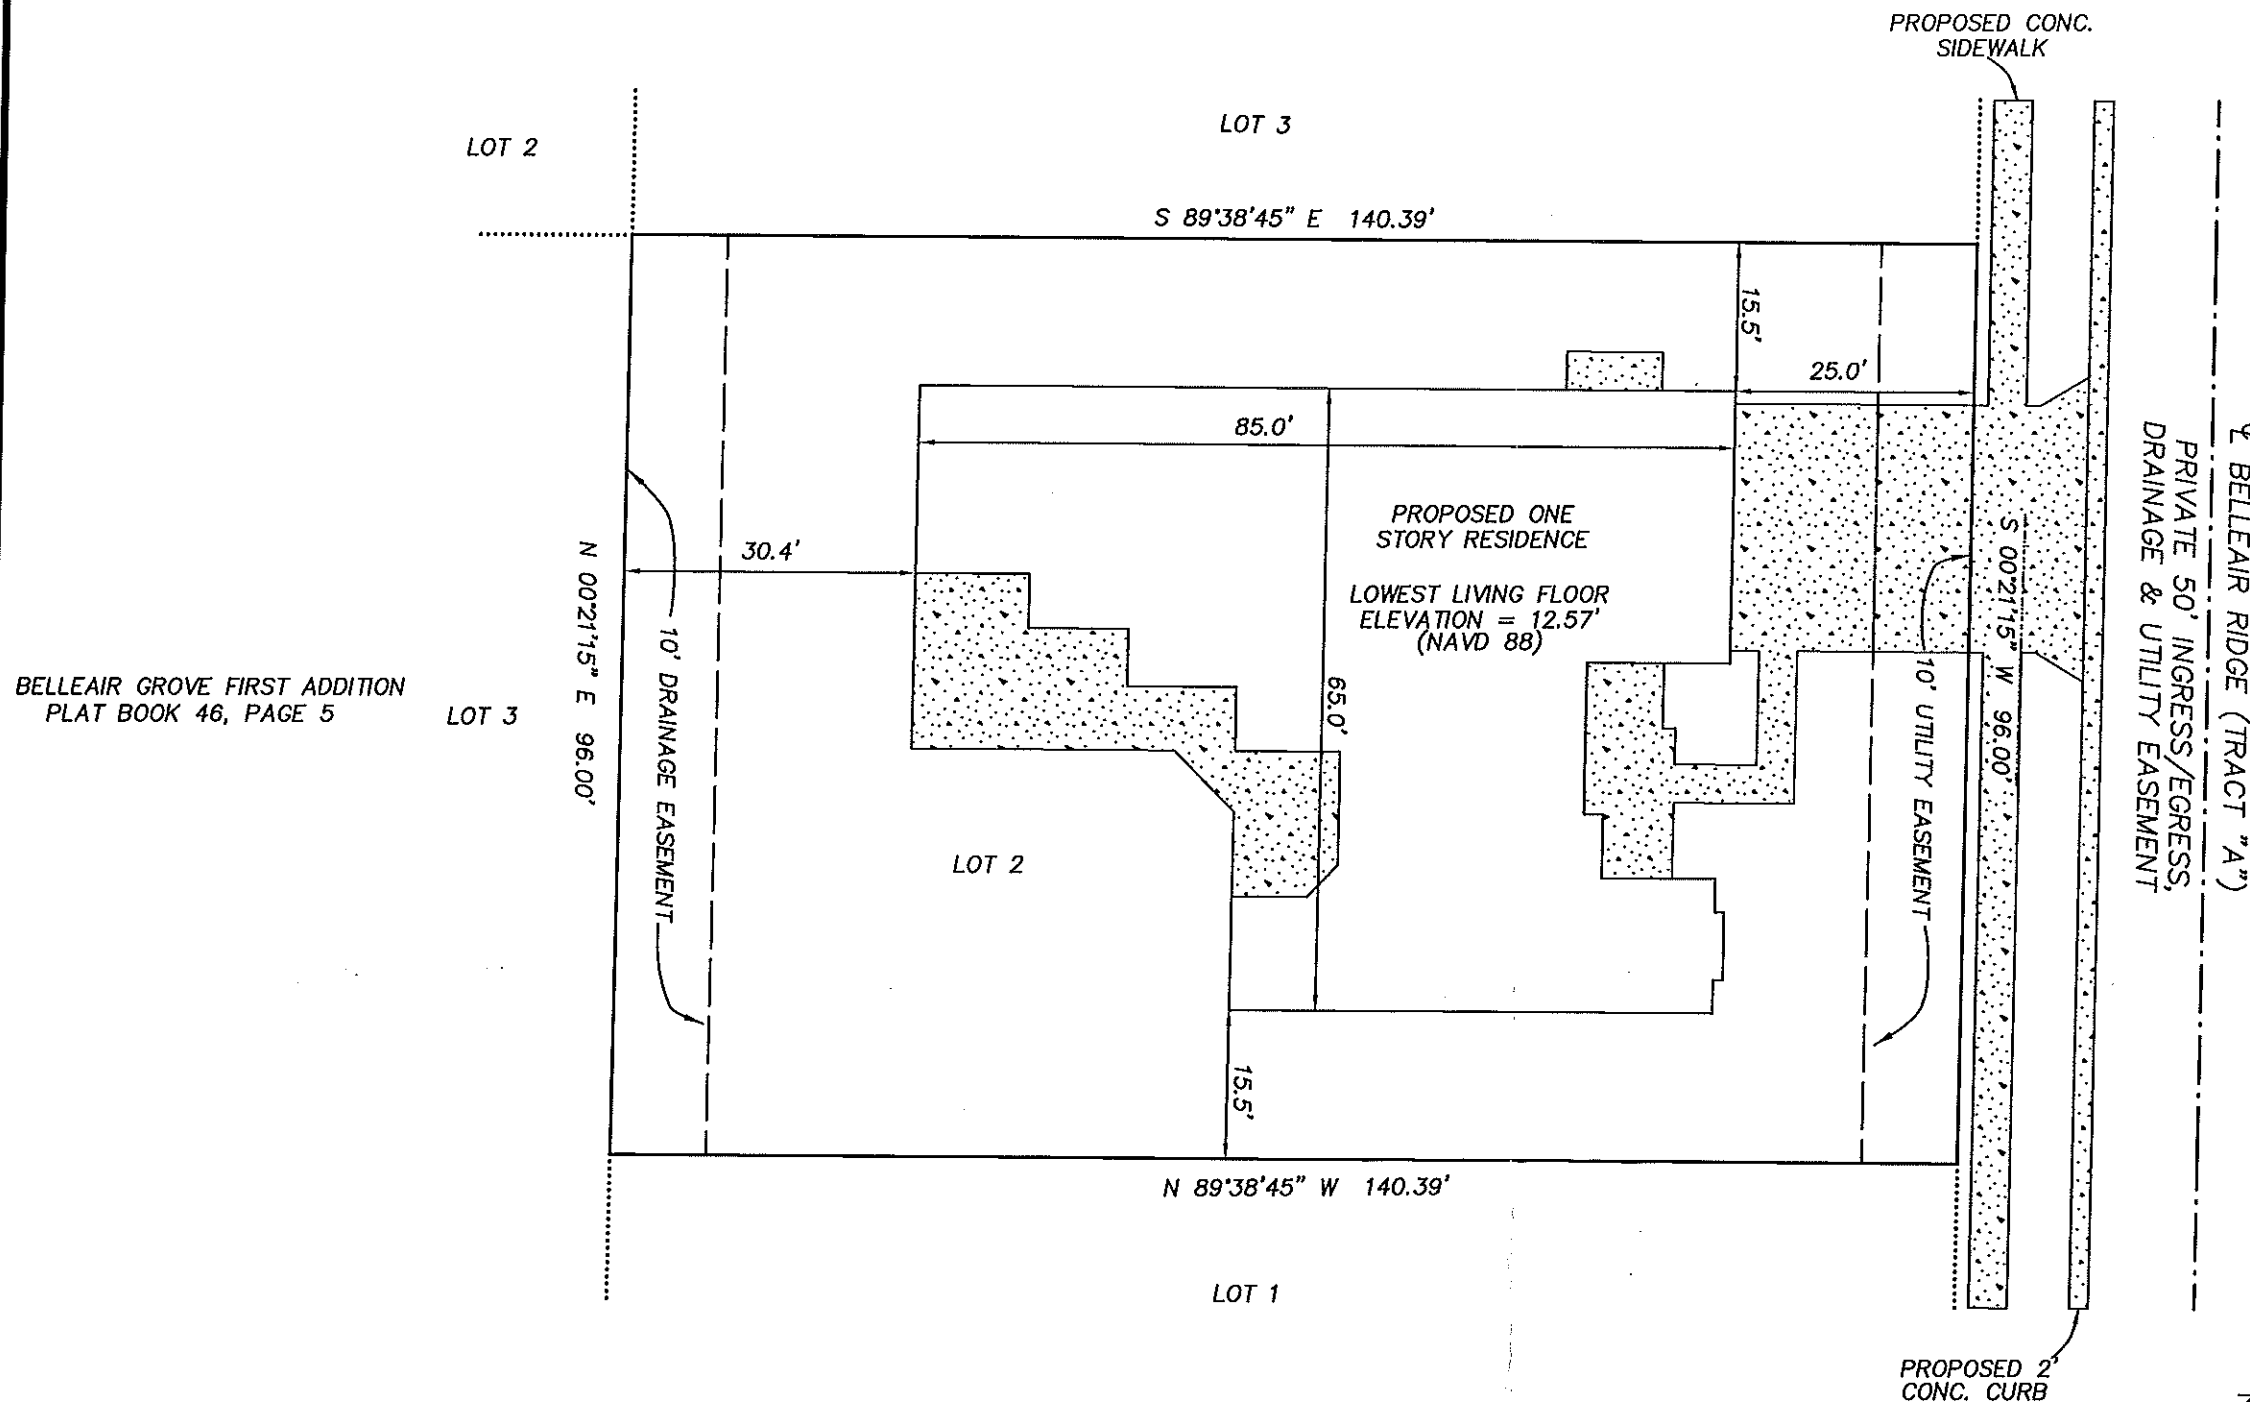 PROPOSED CONC.
SIDEWALK
LOT 3
LOT 2
S 89°38'45" E 140.39'
15.5'
25.0'
85.0'
PROPOSED ONE
STORY RESIDENCE
LOWEST LIVING FLOOR
ELEVATION = 12.57'
(NAVD 88)
30.4'
65.0'
BELLEAIR GROVE FIRST ADDITION
PLAT BOOK 46, PAGE 5
LOT 3
N 00°21'15" E 96.00'
10' DRAINAGE EASEMENT
LOT 2
10' UTILITY EASEMENT
S 00°21'15" W 96.00'
℄ BELLEAIR RIDGE (TRACT "A")
PRIVATE 50' INGRESS/EGRESS,
DRAINAGE & UTILITY EASEMENT
15.5'
N 89°38'45" W 140.39'
LOT 1
PROPOSED 2'
CONC. CURB